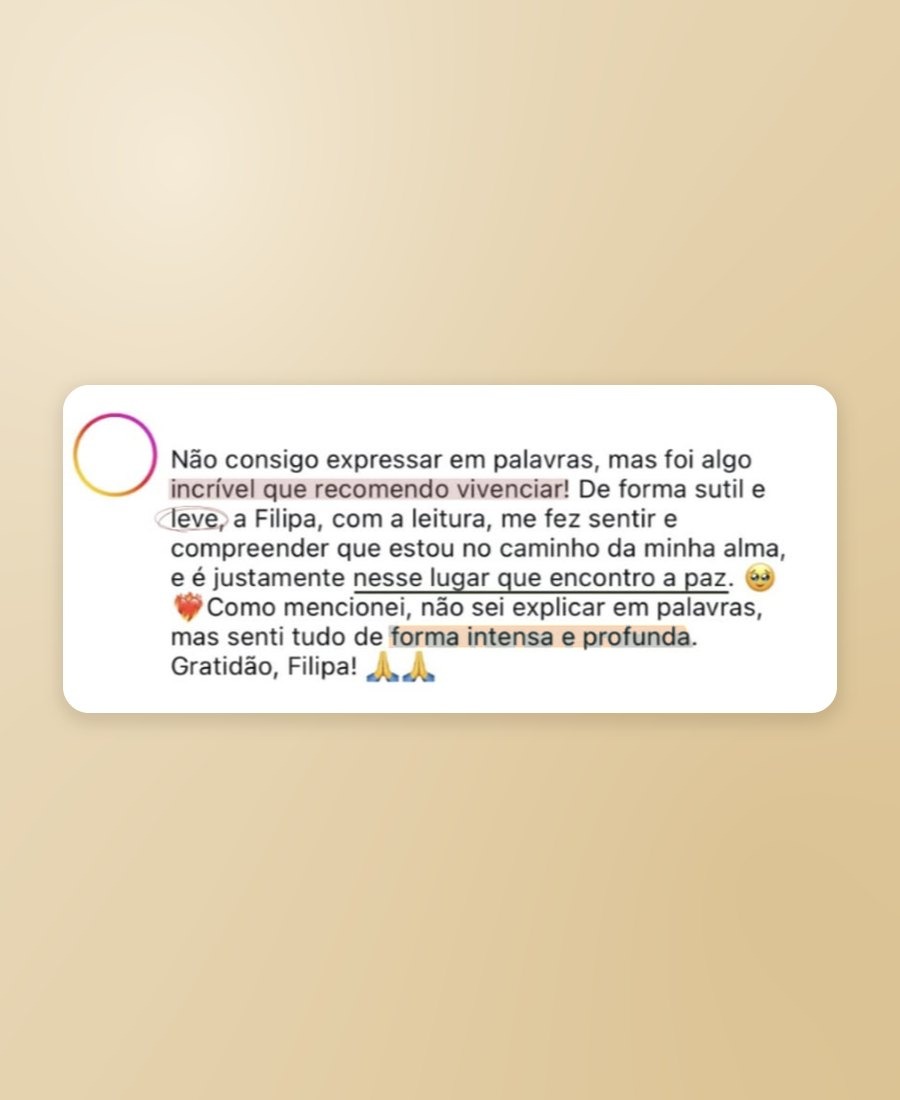 Não consigo expressar em palavras, mas foi algo
incrível que recomendo vivenciar! De forma sutil e
leve, a Filipa, com a leitura, me fez sentir e
compreender que estou no caminho da minha alma,
e é justamente nesse lugar que encontro a paz. 🥹
❤️‍🔥Como mencionei, não sei explicar em palavras,
mas senti tudo de forma intensa e profunda.
Gratidão, Filipa! 🙏🙏